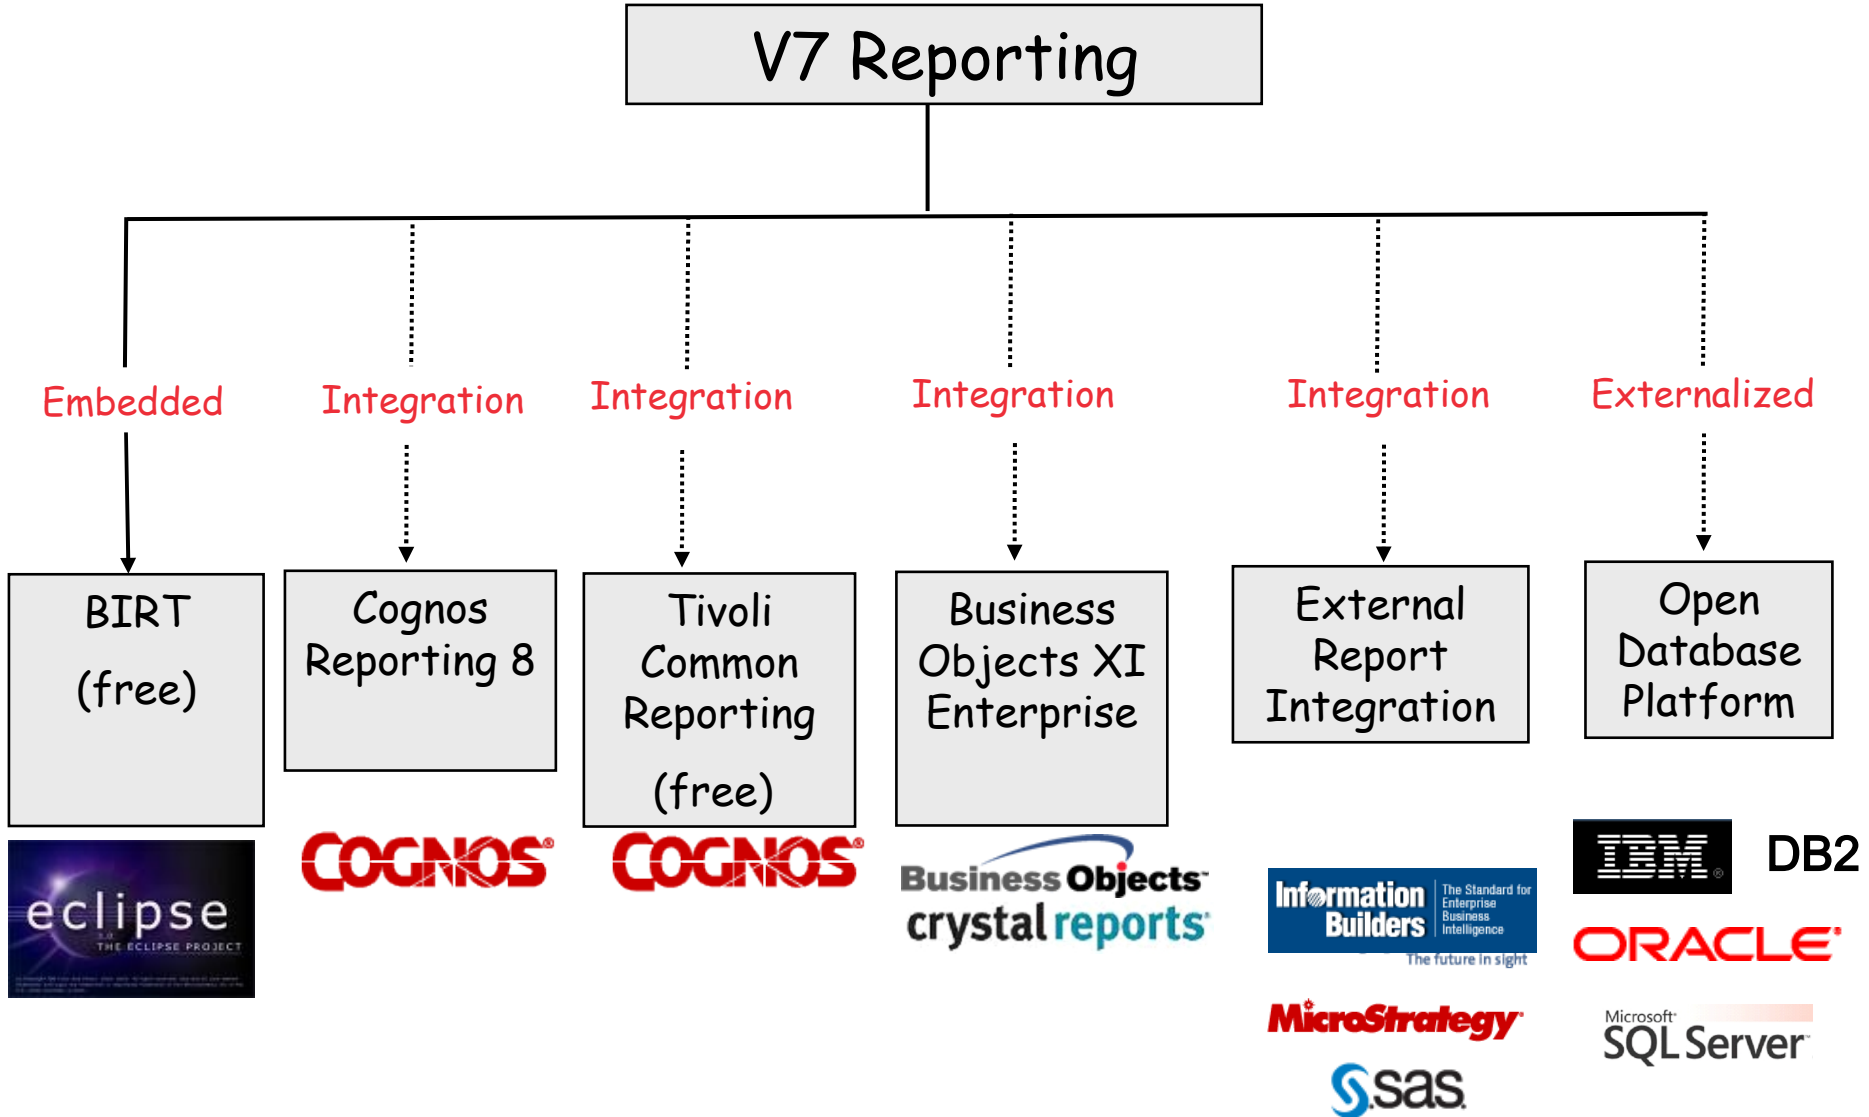 V7 Reporting
Embedded
Integration
Integration
Integration
Integration
Externalized
BIRT
(free)
Cognos
Reporting 8
Tivoli
Common
Reporting
(free)
Business
Objects XI
Enterprise
External
Report
Integration
Open
Database
Platform
eclipse
THE ECLIPSE PROJECT
COGNOS®
COGNOS®
Business Objects™
crystal reports®
Information
Builders
The Standard for
Enterprise
Business
Intelligence
The future in sight
MicroStrategy
sas
IBM®
DB2
ORACLE®
Microsoft®
SQL Server™